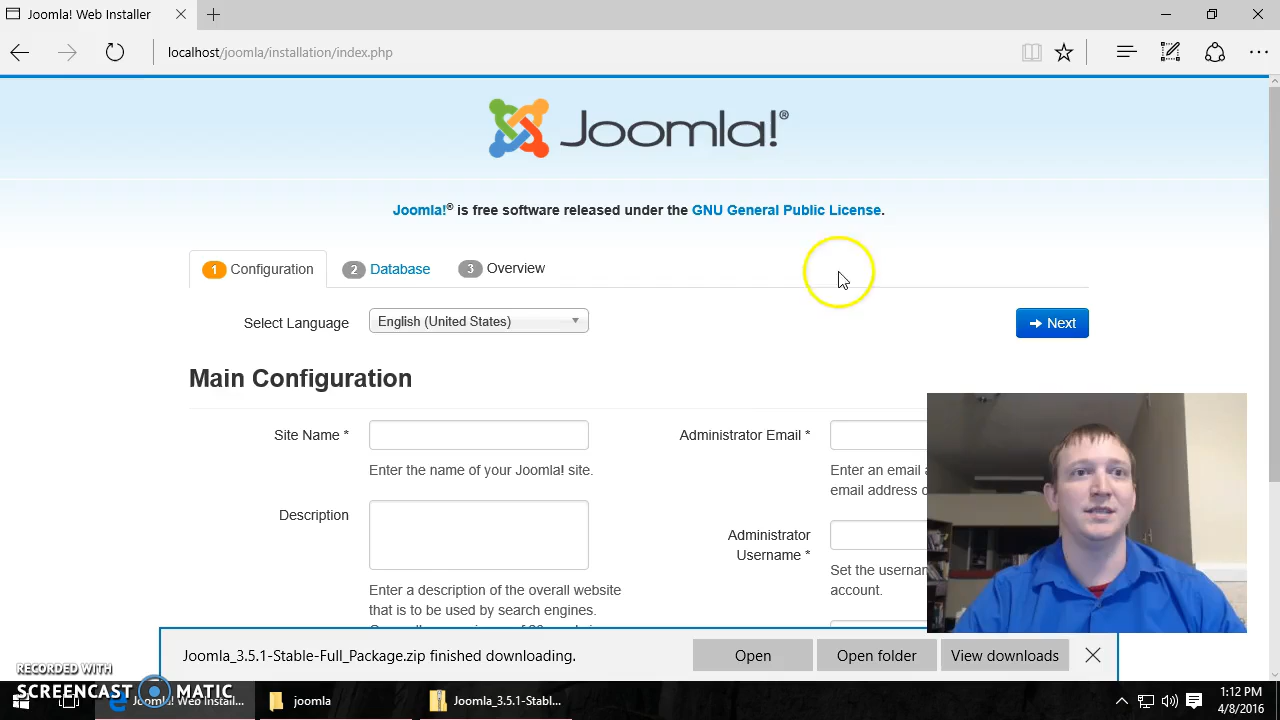 Joomla! Web Installer
localhost/joomla/installation/index.php
Joomla!®
Joomla!® is free software released under the GNU General Public License.
1 Configuration 2 Database 3 Overview
Select Language English (United States) Next
Main Configuration
Site Name * Administrator Email *
Enter the name of your Joomla! site. Enter an email
email address
Description
Administrator
Username *
Enter a description of the overall website Set the
that is to be used by search engines. account.
Joomla_3.5.1-Stable-Full_Package.zip finished downloading. Open Open folder View downloads
RECORDED WITH
SCREENCAST MATIC
Joomla! Web Install... joomla Joomla_3.5.1-Stabl...
1:12 PM
4/8/2016